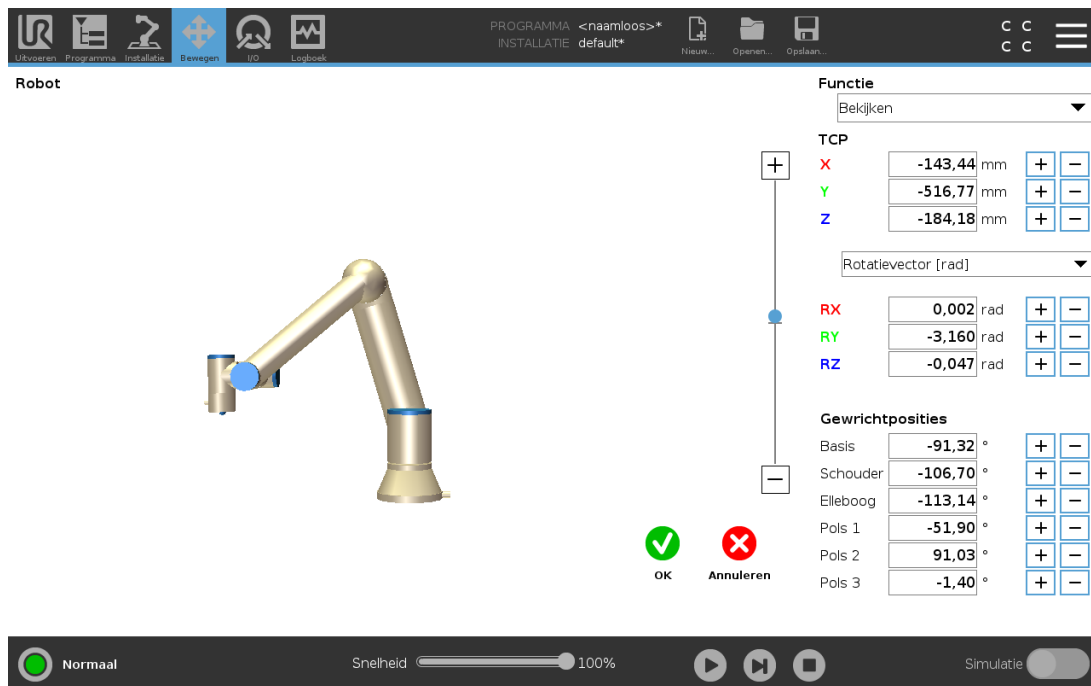 UR
Uitvoeren Programma Installatie Bewegen I/O Logboek
PROGRAMMA <naamloos>*
INSTALLATIE default*
Nieuw... Openen... Opslaan...
C C
C C
Robot
Functie
Bekijken
TCP
X -143,44 mm + −
Y -516,77 mm + −
Z -184,18 mm + −
Rotatievector [rad]
RX 0,002 rad + −
RY -3,160 rad + −
RZ -0,047 rad + −
Gewrichtposities
Basis -91,32 ° + −
Schouder -106,70 ° + −
Elleboog -113,14 ° + −
Pols 1 -51,90 ° + −
Pols 2 91,03 ° + −
Pols 3 -1,40 ° + −
+
−
OK Annuleren
Normaal Snelheid 100% Simulatie